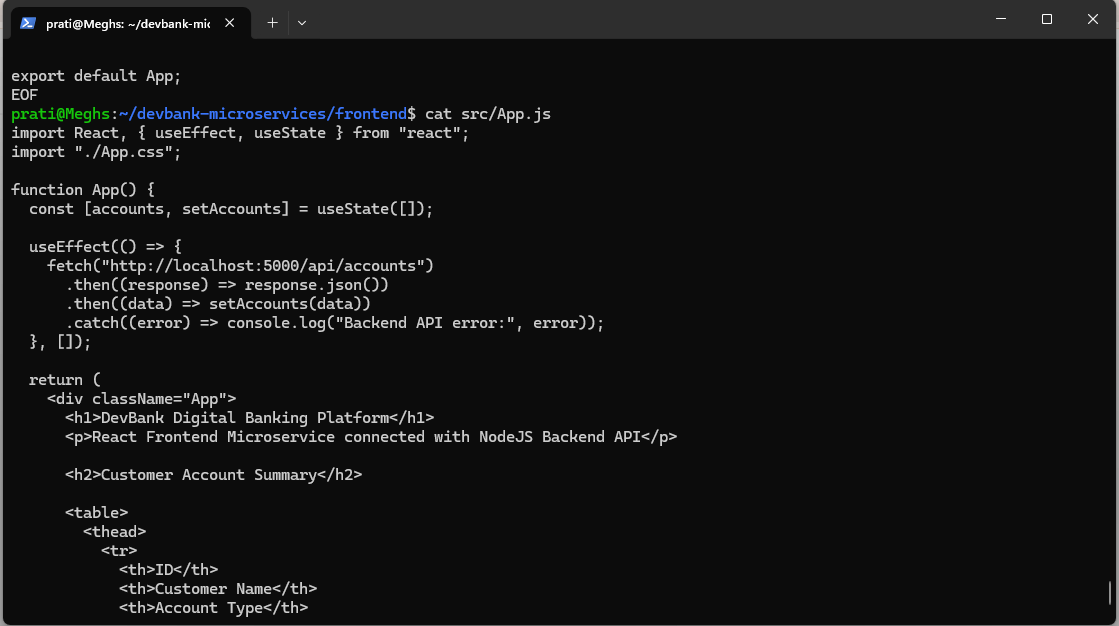 prati@Meghs: ~/devbank-mic
export default App;
EOF
prati@Meghs:~/devbank-microservices/frontend$ cat src/App.js
import React, { useEffect, useState } from "react";
import "./App.css";
function App() {
  const [accounts, setAccounts] = useState([]);
  useEffect(() => {
    fetch("http://localhost:5000/api/accounts")
      .then((response) => response.json())
      .then((data) => setAccounts(data))
      .catch((error) => console.log("Backend API error:", error));
  }, []);
  return (
    <div className="App">
      <h1>DevBank Digital Banking Platform</h1>
      <p>React Frontend Microservice connected with NodeJS Backend API</p>
      <h2>Customer Account Summary</h2>
      <table>
        <thead>
          <tr>
            <th>ID</th>
            <th>Customer Name</th>
            <th>Account Type</th>